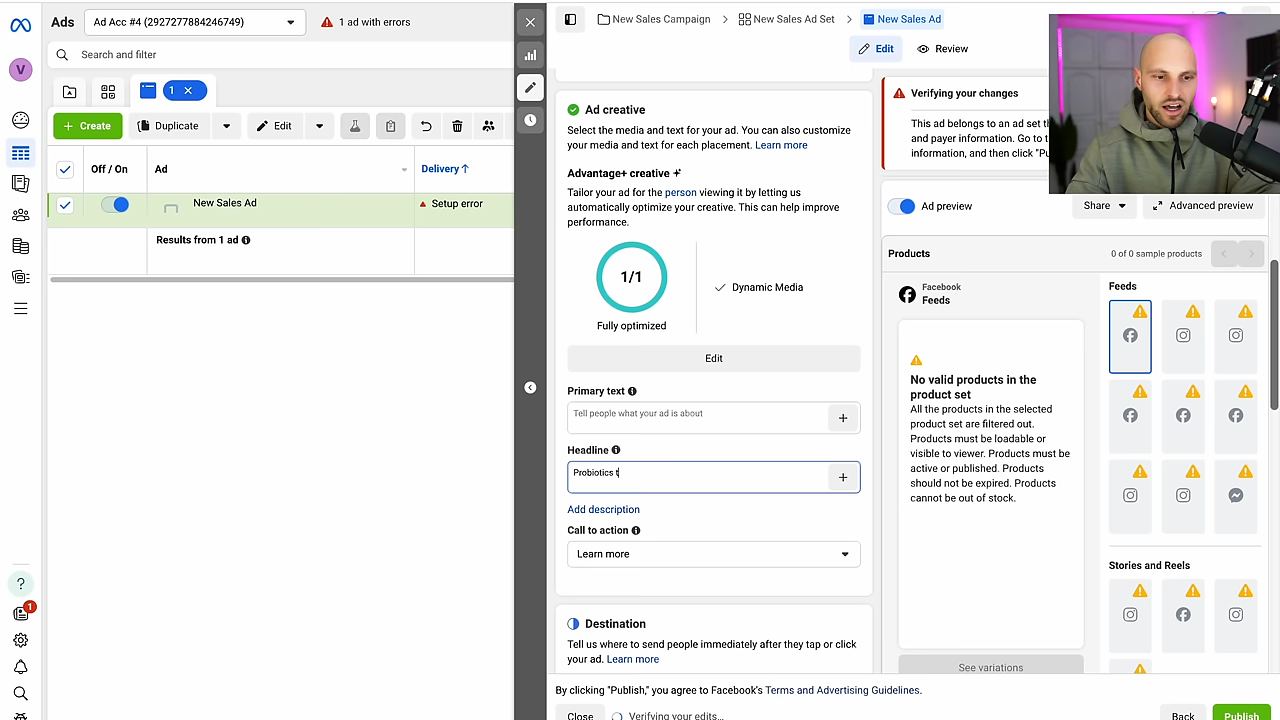 Ads
Ad Acc #4 (2927277884246749)
1 ad with errors
V
Search and filter
1 ×
+ Create
Duplicate
Edit
Off / On
Ad
Delivery ↑
New Sales Ad
Setup error
Results from 1 ad
?
1
New Sales Campaign
New Sales Ad Set
New Sales Ad
Edit
Review
Ad creative
Select the media and text for your ad. You can also customize
your media and text for each placement. Learn more
Advantage+ creative
Tailor your ad for the person viewing it by letting us
automatically optimize your creative. This can help improve
performance.
1/1
Fully optimized
Dynamic Media
Edit
Primary text
Tell people what your ad is about
Headline
Probiotics t
Add description
Call to action
Learn more
Destination
Tell us where to send people immediately after they tap or click
your ad. Learn more
Verifying your changes
This ad belongs to an ad set th
and payer information. Go to t
information, and then click "Pu
Ad preview
Share
Advanced preview
Products
0 of 0 sample products
Facebook
Feeds
No valid products in the
product set
All the products in the selected
product set are filtered out.
Products must be loadable or
visible to viewer. Products must be
active or published. Products
should not be expired. Products
cannot be out of stock.
See variations
Feeds
Stories and Reels
By clicking "Publish," you agree to Facebook's Terms and Advertising Guidelines.
Close
Verifying your edits...
Back
Publish